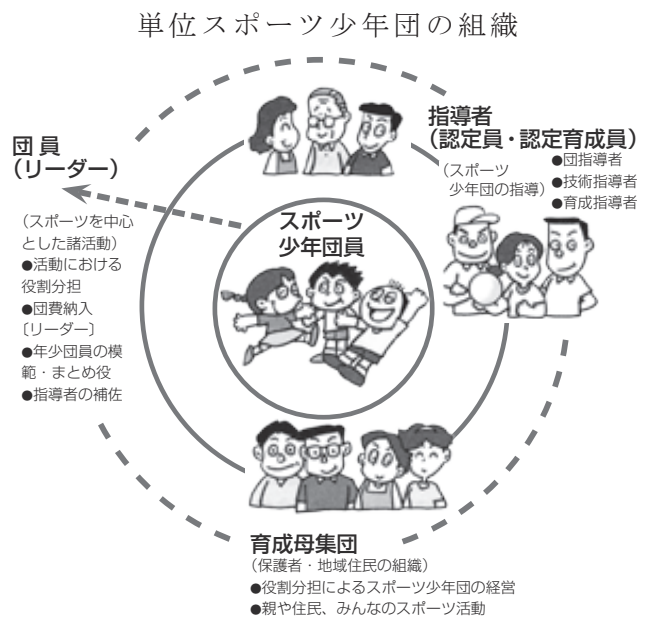 単位スポーツ少年団の組織
団員
(リーダー)
(スポーツを中心
とした諸活動)
●活動における
役割分担
●団費納入
〔リーダー〕
●年少団員の模
範・まとめ役
●指導者の補佐
スポーツ
少年団員
指導者
(認定員・認定育成員)
(スポーツ
少年団の指導)
●団指導者
●技術指導者
●育成指導者
育成母集団
(保護者・地域住民の組織)
●役割分担によるスポーツ少年団の経営
●親や住民、みんなのスポーツ活動